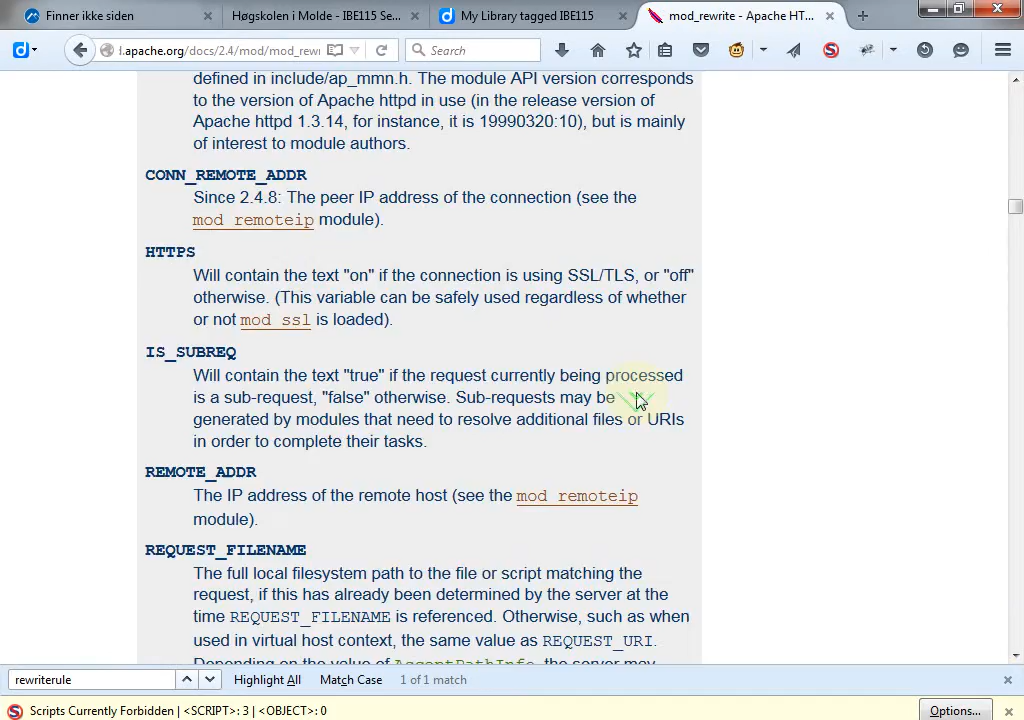 Finner ikke siden
Høgskolen i Molde - IBE115 Se...
My Library tagged IBE115
mod_rewrite - Apache HT...
l.apache.org/docs/2.4/mod/mod_rewr
Search
defined in include/ap_mmn.h. The module API version corresponds
to the version of Apache httpd in use (in the release version of
Apache httpd 1.3.14, for instance, it is 19990320:10), but is mainly
of interest to module authors.
CONN_REMOTE_ADDR
Since 2.4.8: The peer IP address of the connection (see the
mod_remoteip module).
HTTPS
Will contain the text "on" if the connection is using SSL/TLS, or "off"
otherwise. (This variable can be safely used regardless of whether
or not mod_ssl is loaded).
IS_SUBREQ
Will contain the text "true" if the request currently being processed
is a sub-request, "false" otherwise. Sub-requests may be
generated by modules that need to resolve additional files or URIs
in order to complete their tasks.
REMOTE_ADDR
The IP address of the remote host (see the mod_remoteip
module).
REQUEST_FILENAME
The full local filesystem path to the file or script matching the
request, if this has already been determined by the server at the
time REQUEST_FILENAME is referenced. Otherwise, such as when
used in virtual host context, the same value as REQUEST_URI.
Depending on the value of AcceptPathInfo, the server may
rewriterule
Highlight All
Match Case
1 of 1 match
Scripts Currently Forbidden | <SCRIPT>: 3 | <OBJECT>: 0
Options...